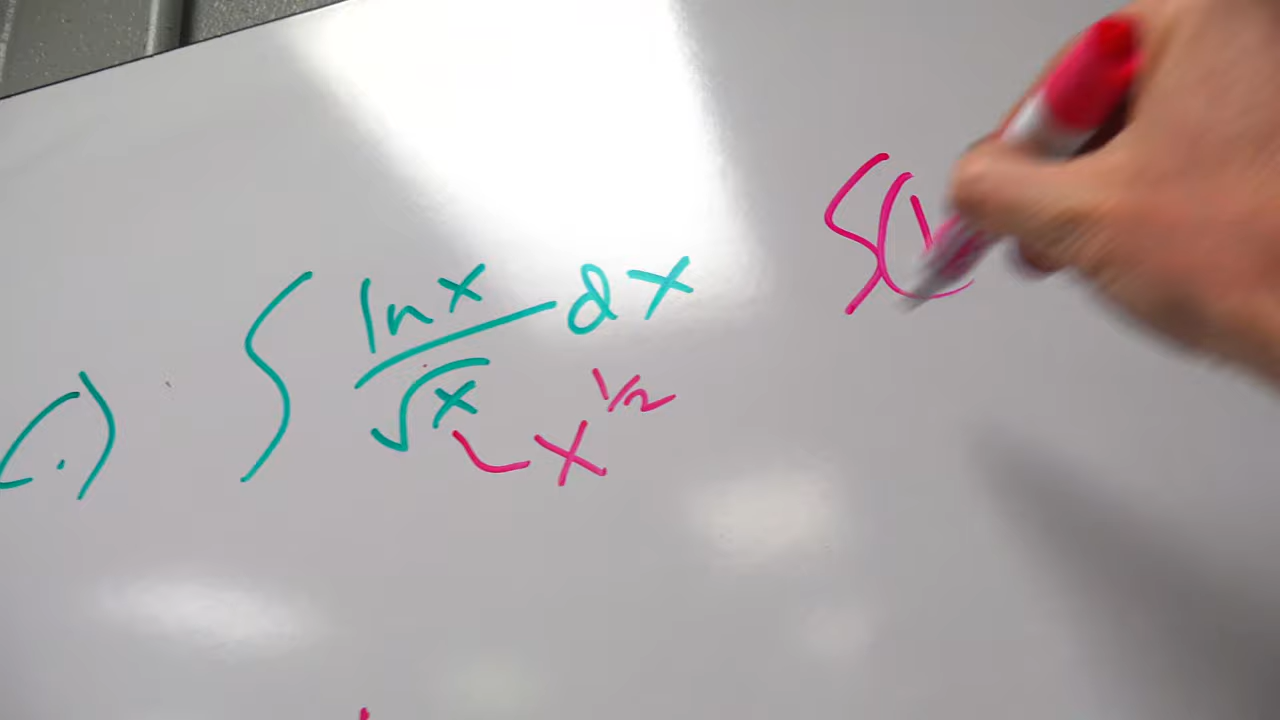 c.) ∫ ln x / √x dx
x^1/2
∫(